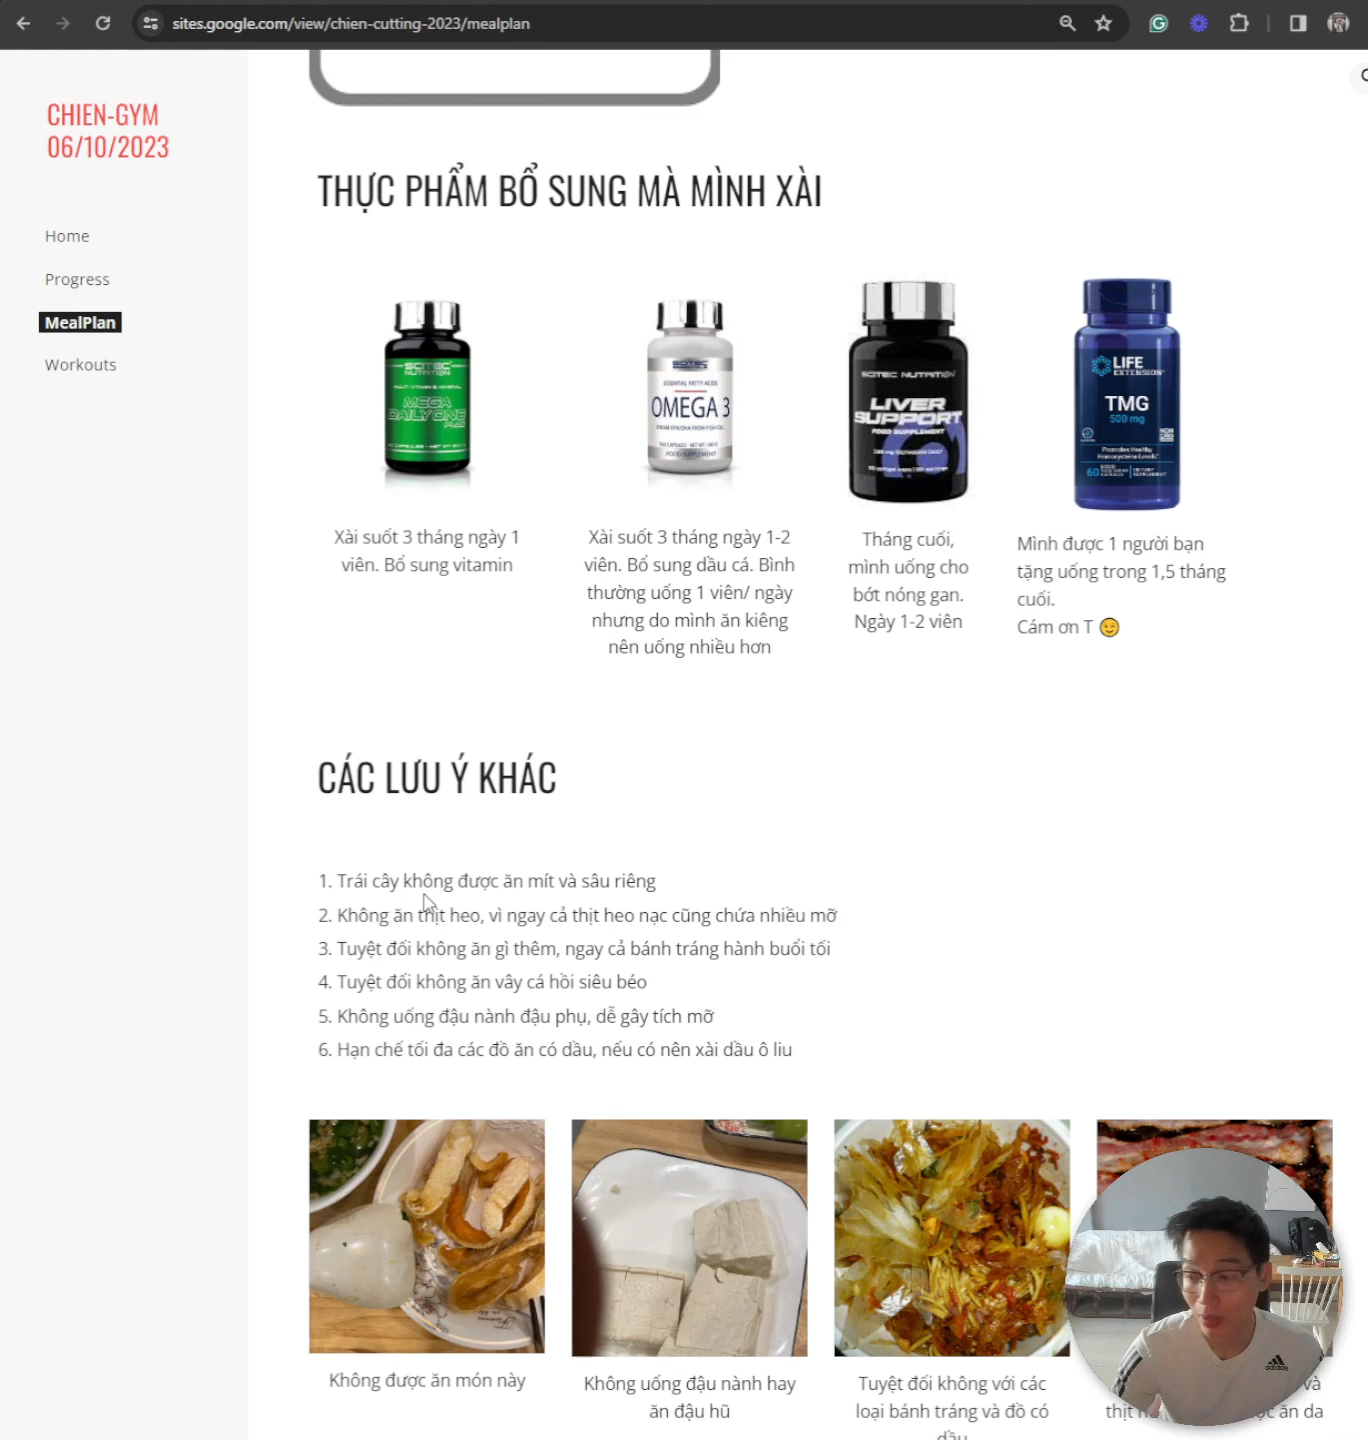 sites.google.com/view/chien-cutting-2023/mealplan
CHIEN-GYM
06/10/2023
Home
Progress
MealPlan
Workouts
THỰC PHẨM BỔ SUNG MÀ MÌNH XÀI
SCITEC
NUTRITION
MEGA
DAILY ONE
PLUS
SCITEC
ESSENTIAL FATTY ACIDS
OMEGA 3
FOOD SUPPLEMENT
SCITEC NUTRITION
LIVER
SUPPORT
FOOD SUPPLEMENT
LIFE
EXTENSION
TMG
500 mg
Promotes Healthy
Homocysteine Levels
60
Xài suốt 3 tháng ngày 1
viên. Bổ sung vitamin
Xài suốt 3 tháng ngày 1-2
viên. Bổ sung dầu cá. Bình
thường uống 1 viên/ ngày
nhưng do mình ăn kiêng
nên uống nhiều hơn
Tháng cuối,
mình uống cho
bớt nóng gan.
Ngày 1-2 viên
Mình được 1 người bạn
tặng uống trong 1,5 tháng
cuối.
Cám ơn T 😉
CÁC LƯU Ý KHÁC
1. Trái cây không được ăn mít và sâu riêng
2. Không ăn thịt heo, vì ngay cả thịt heo nạc cũng chứa nhiều mỡ
3. Tuyệt đối không ăn gì thêm, ngay cả bánh tráng hành buổi tối
4. Tuyệt đối không ăn vây cá hồi siêu béo
5. Không uống đậu nành đậu phụ, dễ gây tích mỡ
6. Hạn chế tối đa các đồ ăn có dầu, nếu có nên xài dầu ô liu
Không được ăn món này
Không uống đậu nành hay
ăn đậu hũ
Tuyệt đối không với các
loại bánh tráng và đồ có
dầu
và
thịt
ăn da
adidas